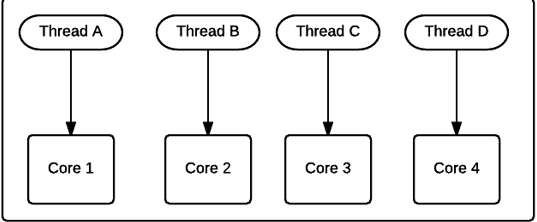 Thread A
Thread B
Thread C
Thread D
Core 1
Core 2
Core 3
Core 4